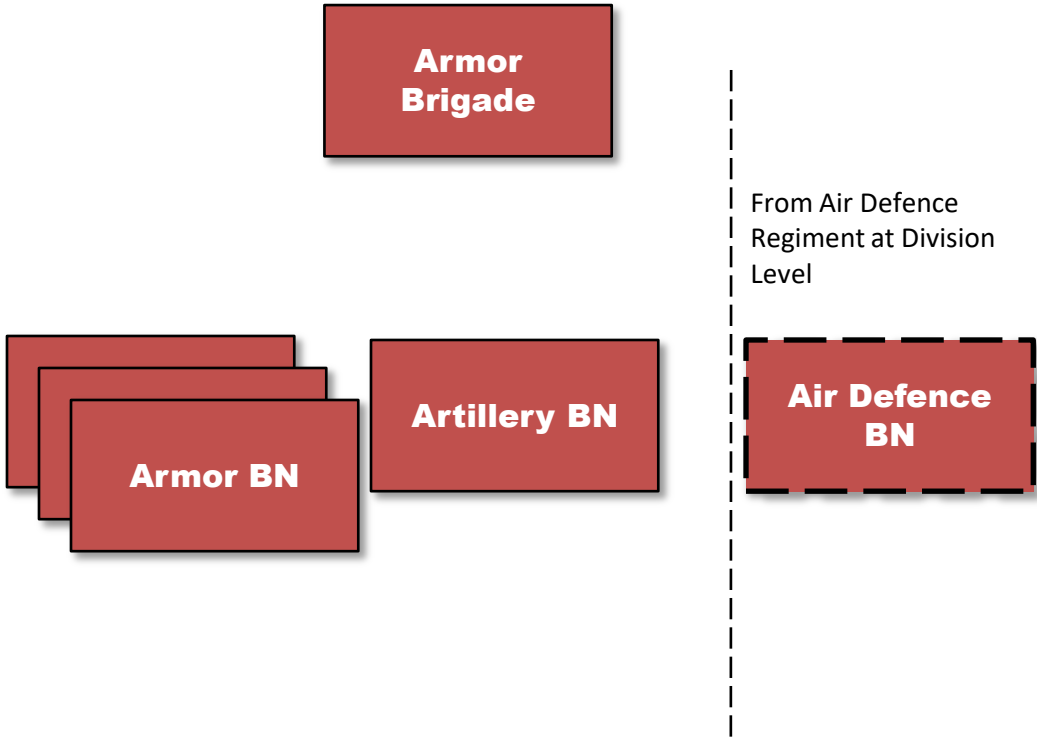 Armor
Brigade
From Air Defence
Regiment at Division
Level
Armor BN
Artillery BN
Air Defence
BN